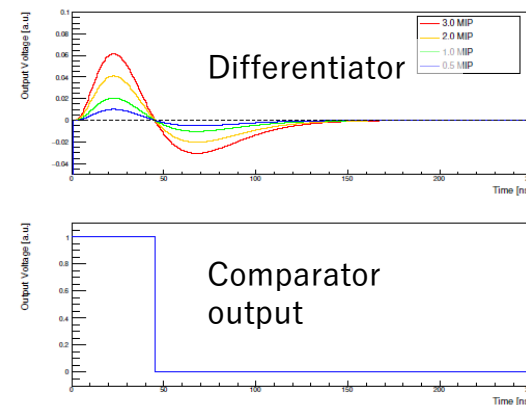 Output Voltage [a.u.]
0.1
0.08
0.06
0.04
0.02
0
−0.02
−0.04
Differentiator
3.0 MIP
2.0 MIP
1.0 MIP
0.5 MIP
0
50
100
150
200
Time [ns
Output Voltage [a.u.]
1
0.8
0.6
0.4
0.2
0
Comparator
output
0
50
100
150
200
Time [ns